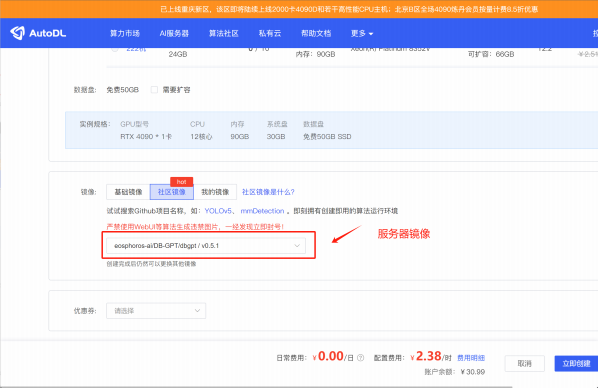 已上线重庆新区，该区即将陆续上线2000卡4090D和若干高性能CPU主机；北京B区全场4090炼丹会员按量计费8.5折优惠
AutoDL 算力市场 AI服务器 算法社区 私有云 帮助文档 更多
24GB 内存：90GB Xeon(R) Platinum 8352V 可扩容：66GB 12.2
数据盘： 免费50GB 需要扩容
实例规格： GPU型号 CPU 内存 系统盘 数据盘
RTX 4090 * 1卡 12核心 90GB 30GB 免费50GB SSD
hot
镜像： 基础镜像 社区镜像 我的镜像 社区镜像是什么？
试试搜索Github项目名称，如：YOLOv5、 mmDetection 。即刻拥有创建即用的算法运行环境
严禁使用WebUI等算法生成违禁图片，一经发现立即封号！
服务器镜像
eosphoros-ai/DB-GPT/dbgpt / v0.5.1
创建完成后仍然可以更换其他镜像
优惠券： 请选择
日常费用：¥0.00/日 配置费用：¥2.38/时 费用明细 取消 立即创建
账户余额：¥30.99